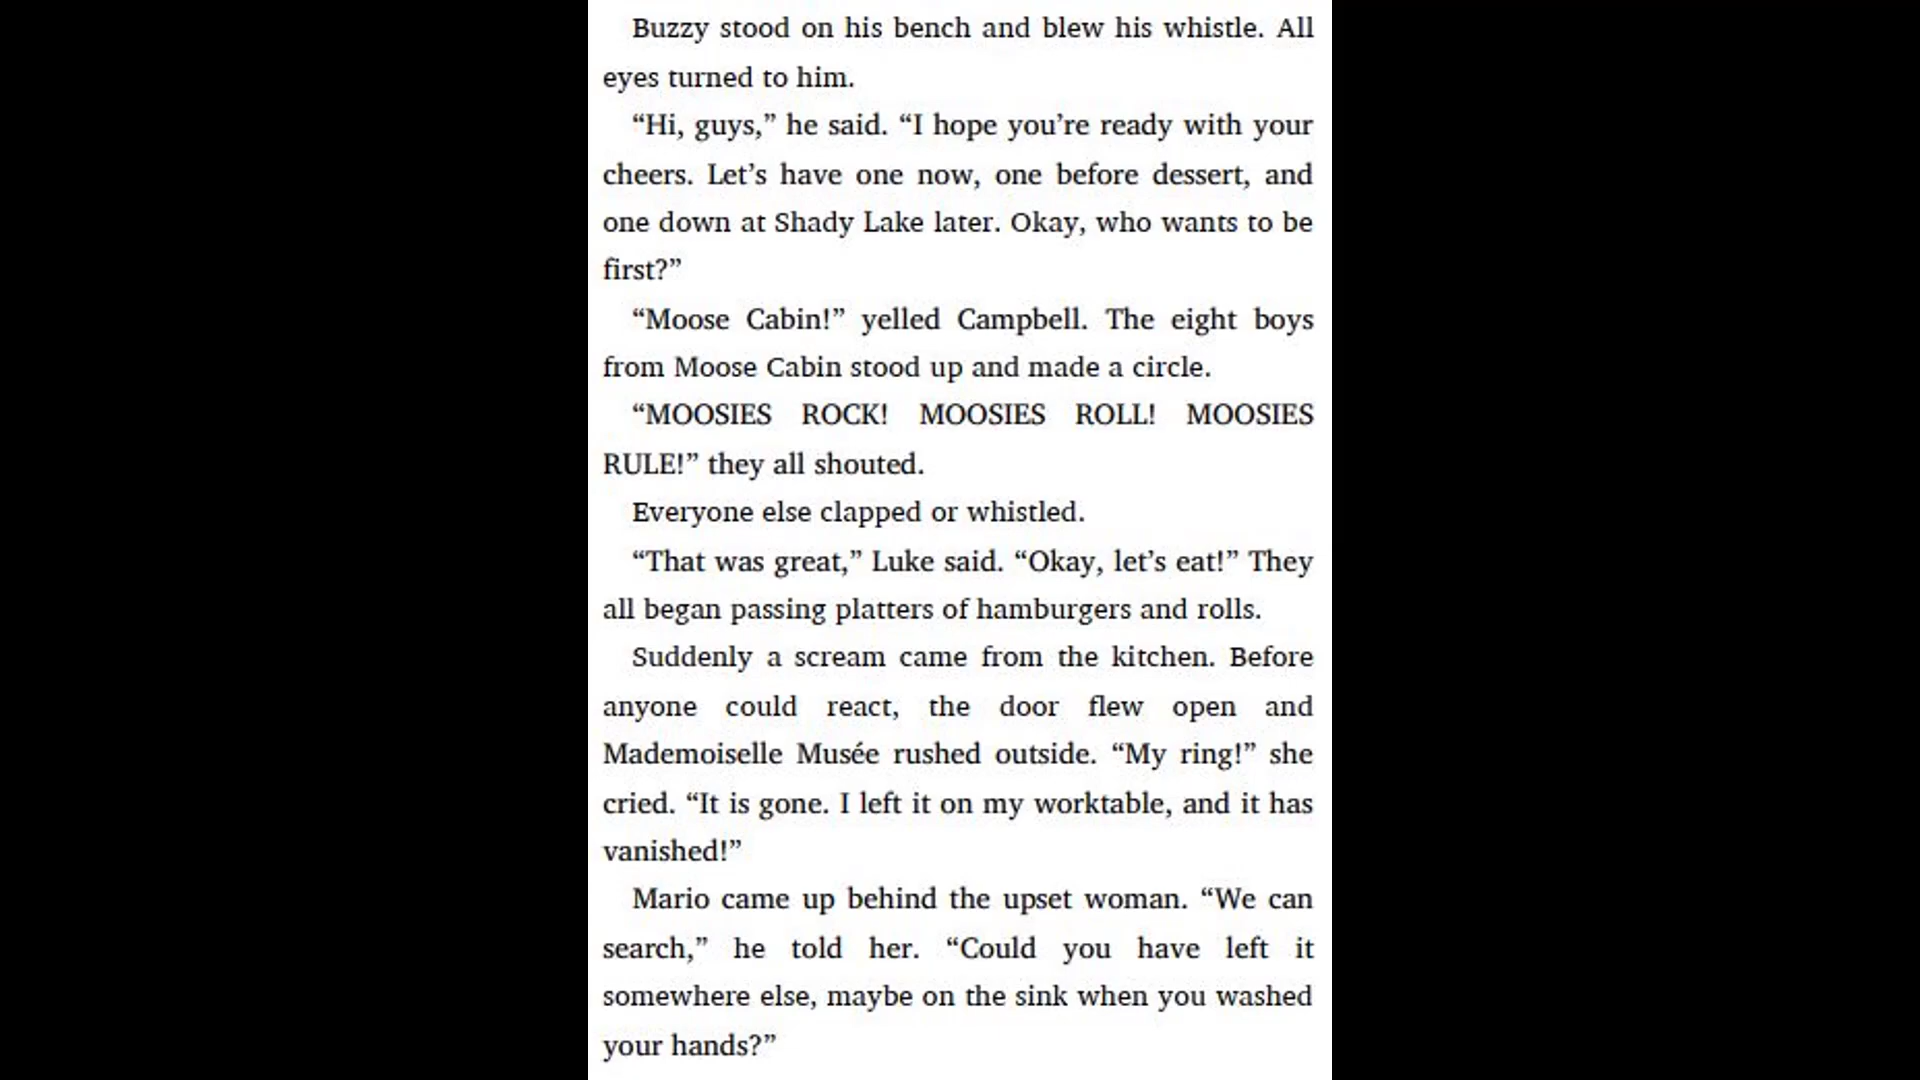 Buzzy stood on his bench and blew his whistle. All
eyes turned to him.
“Hi, guys,” he said. “I hope you’re ready with your
cheers. Let’s have one now, one before dessert, and
one down at Shady Lake later. Okay, who wants to be
first?”
“Moose Cabin!” yelled Campbell. The eight boys
from Moose Cabin stood up and made a circle.
“MOOSIES ROCK! MOOSIES ROLL! MOOSIES
RULE!” they all shouted.
Everyone else clapped or whistled.
“That was great,” Luke said. “Okay, let’s eat!” They
all began passing platters of hamburgers and rolls.
Suddenly a scream came from the kitchen. Before
anyone could react, the door flew open and
Mademoiselle Musée rushed outside. “My ring!” she
cried. “It is gone. I left it on my worktable, and it has
vanished!”
Mario came up behind the upset woman. “We can
search,” he told her. “Could you have left it
somewhere else, maybe on the sink when you washed
your hands?”